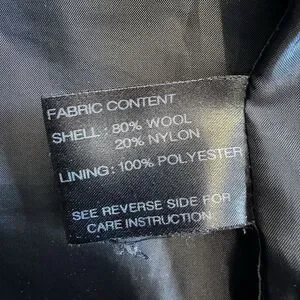 FABRIC CONTENT
SHELL: 80% WOOL
20% NYLON
LINING: 100% POLYESTER
SEE REVERSE SIDE FOR
CARE INSTRUCTION.